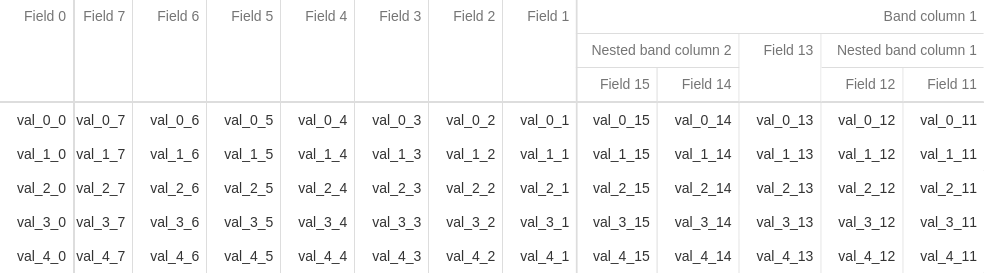 Field 0 Field 7 Field 6 Field 5 Field 4 Field 3 Field 2 Field 1 Band column 1
Nested band column 2 Field 13 Nested band column 1
Field 15 Field 14 Field 12 Field 11
val_0_0 val_0_7 val_0_6 val_0_5 val_0_4 val_0_3 val_0_2 val_0_1 val_0_15 val_0_14 val_0_13 val_0_12 val_0_11
val_1_0 val_1_7 val_1_6 val_1_5 val_1_4 val_1_3 val_1_2 val_1_1 val_1_15 val_1_14 val_1_13 val_1_12 val_1_11
val_2_0 val_2_7 val_2_6 val_2_5 val_2_4 val_2_3 val_2_2 val_2_1 val_2_15 val_2_14 val_2_13 val_2_12 val_2_11
val_3_0 val_3_7 val_3_6 val_3_5 val_3_4 val_3_3 val_3_2 val_3_1 val_3_15 val_3_14 val_3_13 val_3_12 val_3_11
val_4_0 val_4_7 val_4_6 val_4_5 val_4_4 val_4_3 val_4_2 val_4_1 val_4_15 val_4_14 val_4_13 val_4_12 val_4_11